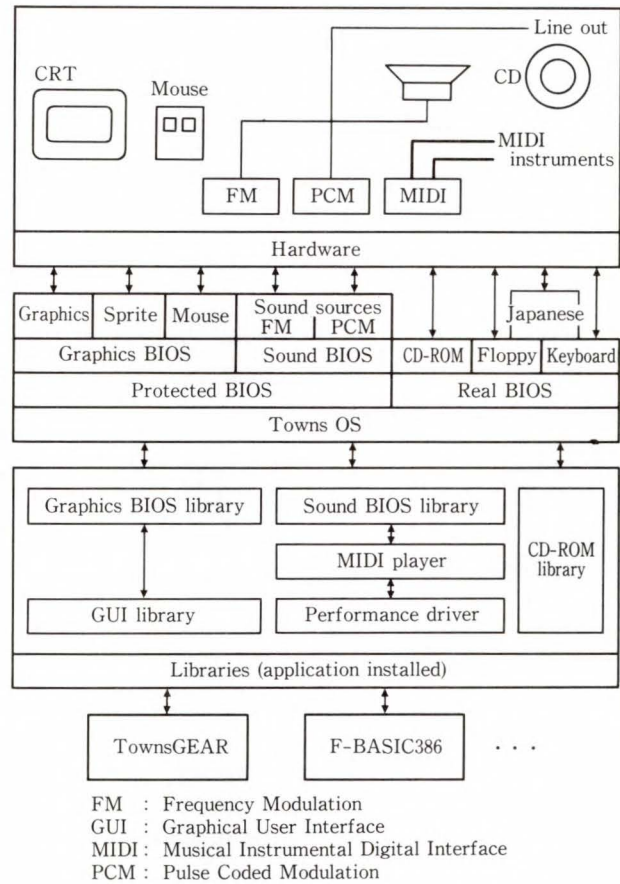 Line out
CRT
Mouse
CD
MIDI
instruments
FM PCM MIDI
Hardware
Graphics Sprite Mouse Sound sources
FM PCM
Japanese
Graphics BIOS Sound BIOS CD-ROM Floppy Keyboard
Protected BIOS Real BIOS
Towns OS
Graphics BIOS library Sound BIOS library
CD-ROM
library
MIDI player
GUI library Performance driver
Libraries (application installed)
TownsGEAR F-BASIC386 · · ·
FM : Frequency Modulation
GUI : Graphical User Interface
MIDI : Musical Instrumental Digital Interface
PCM : Pulse Coded Modulation